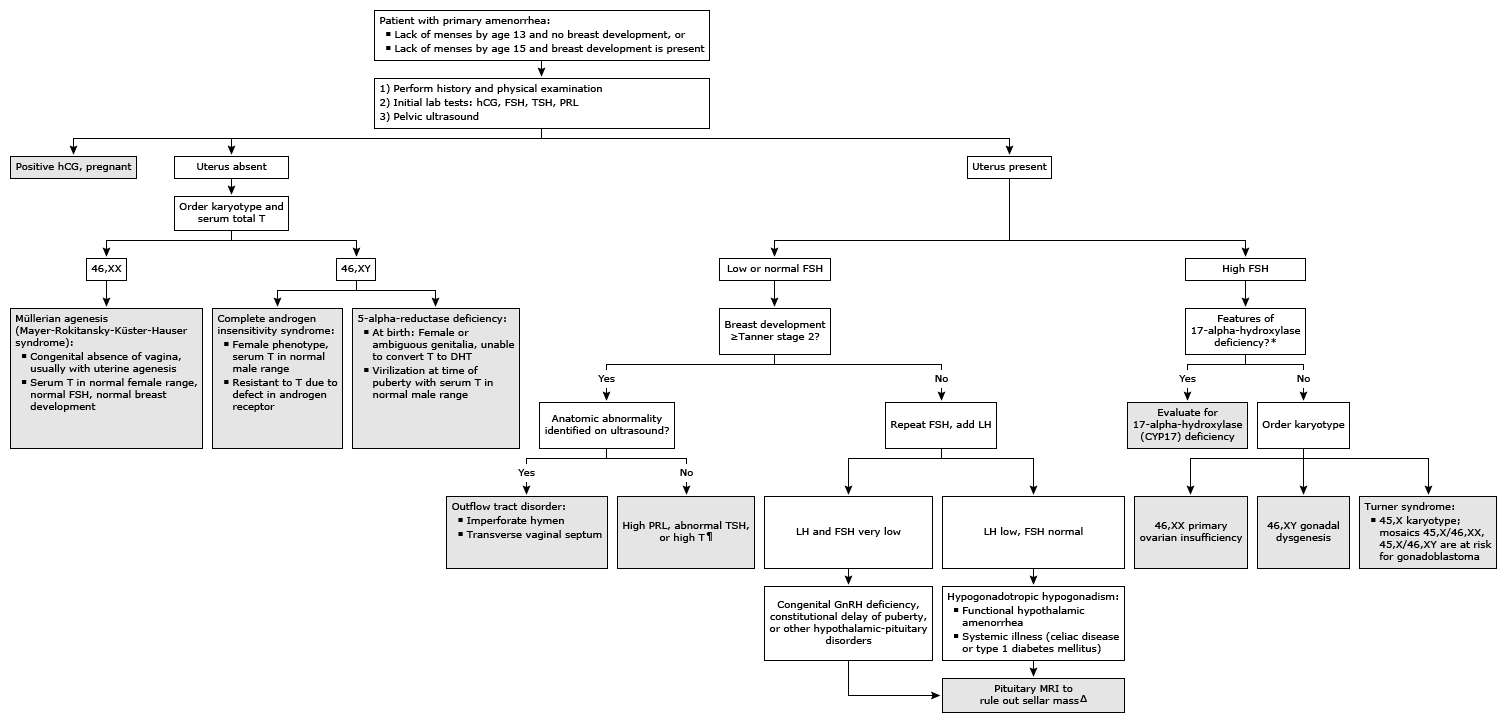 Patient with primary amenorrhea:
▪ Lack of menses by age 13 and no breast development, or
▪ Lack of menses by age 15 and breast development is present
1) Perform history and physical examination
2) Initial lab tests: hCG, FSH, TSH, PRL
3) Pelvic ultrasound
Positive hCG, pregnant
Uterus absent
Uterus present
Order karyotype and
serum total T
46,XX
46,XY
Low or normal FSH
High FSH
Müllerian agenesis
(Mayer-Rokitansky-Küster-Hauser
syndrome):
▪ Congenital absence of vagina,
usually with uterine agenesis
▪ Serum T in normal female range,
normal FSH, normal breast
development
Complete androgen
insensitivity syndrome:
▪ Female phenotype,
serum T in normal
male range
▪ Resistant to T due to
defect in androgen
receptor
5-alpha-reductase deficiency:
▪ At birth: Female or
ambiguous genitalia, unable
to convert T to DHT
▪ Virilization at time of
puberty with serum T in
normal male range
Breast development
≥Tanner stage 2?
Features of
17-alpha-hydroxylase
deficiency?*
Yes
No
Yes
No
Anatomic abnormality
identified on ultrasound?
Repeat FSH, add LH
Evaluate for
17-alpha-hydroxylase
(CYP17) deficiency
Order karyotype
Yes
No
Outflow tract disorder:
▪ Imperforate hymen
▪ Transverse vaginal septum
High PRL, abnormal TSH,
or high T¶
LH and FSH very low
LH low, FSH normal
46,XX primary
ovarian insufficiency
46,XY gonadal
dysgenesis
Turner syndrome:
▪ 45,X karyotype;
mosaics 45,X/46,XX,
45,X/46,XY are at risk
for gonadoblastoma
Congenital GnRH deficiency,
constitutional delay of puberty,
or other hypothalamic-pituitary
disorders
Hypogonadotropic hypogonadism:
▪ Functional hypothalamic
amenorrhea
▪ Systemic illness (celiac disease
or type 1 diabetes mellitus)
Pituitary MRI to
rule out sellar massΔ